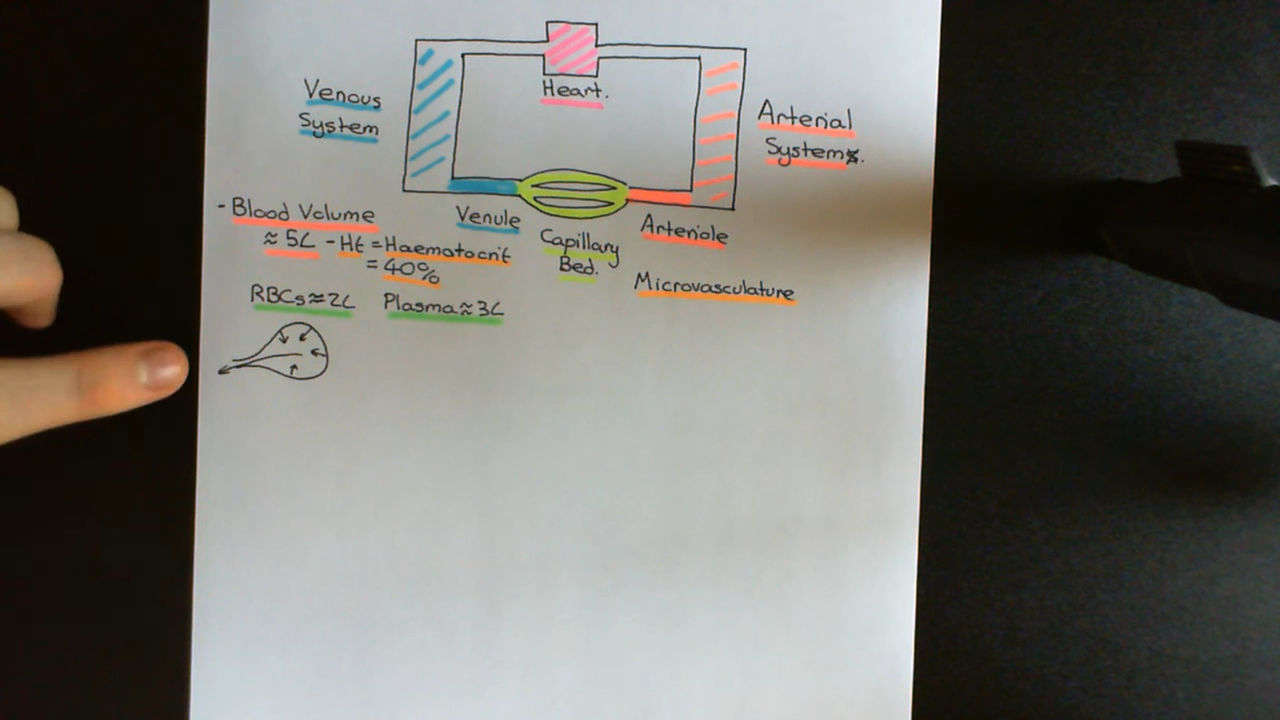 Heart.
Venous
System
Arterial
Systems.
Venule
Capillary
Bed.
Arteriole
Microvasculature
- Blood Volume
≈ 5L - Ht = Haematocrit
= 40%
RBCs ≈ 2L Plasma ≈ 3L